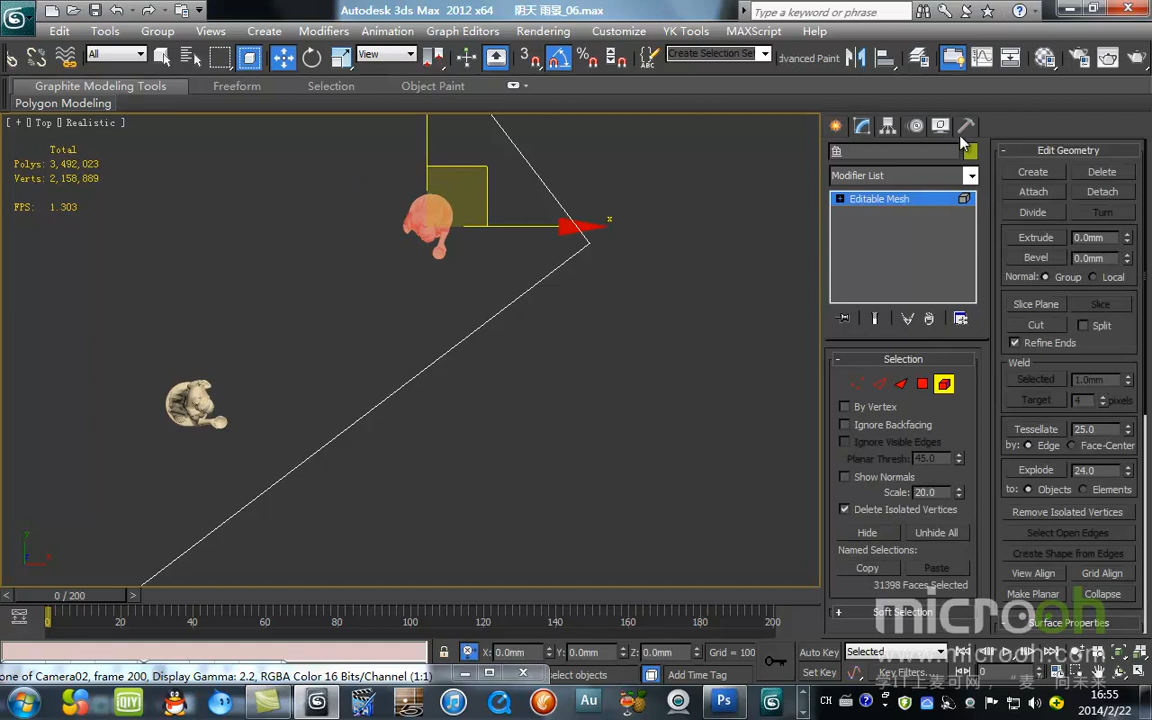 Autodesk 3ds Max 2012 x64 阴天 雨景_06.max
Type a keyword or phrase
Edit Tools Group Views Create Modifiers Animation Graph Editors Rendering Customize YK Tools MAXScript Help
All View 3 Create Selection Se dvanced Paint
Graphite Modeling Tools Freeform Selection Object Paint
Polygon Modeling
[ + ] Top [ Realistic ]
Total
Polys: 3,492,023
Verts: 2,158,889
FPS: 1.303
x
Modifier List
Editable Mesh
Selection
By Vertex
Ignore Backfacing
Ignore Visible Edges
Planar Thresh: 45.0
Show Normals
Scale: 20.0
Delete Isolated Vertices
Hide Unhide All
Named Selections:
Copy Paste
31398 Faces Selected
Soft Selection
Edit Geometry
Create Delete
Attach Detach
Divide Turn
Extrude 0.0mm
Bevel 0.0mm
Normal: Group Local
Slice Plane Slice
Cut Split
Refine Ends
Weld
Selected 1.0mm
Target 4 pixels
Tessellate 25.0
by: Edge Face-Center
Explode 24.0
to: Objects Elements
Remove Isolated Vertices
Select Open Edges
Create Shape from Edges
View Align Grid Align
Make Planar Collapse
Surface Properties
microoh
www.microoh.com
0 / 200
0 20 40 60 80 100 120 140 160 180 200
X: 0.0mm Y: 0.0mm Z: 0.0mm Grid = 100
Auto Key Selected
Set Key Key Filters...
one of Camera02, frame 200, Display Gamma: 2.2, RGBA Color 16 Bits/Channel (1:1)
select objects Add Time Tag
CH 16:55
2014/2/22